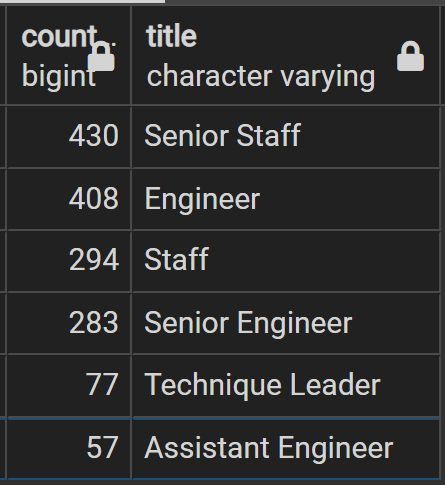 count.. title
bigint character varying
430 Senior Staff
408 Engineer
294 Staff
283 Senior Engineer
77 Technique Leader
57 Assistant Engineer